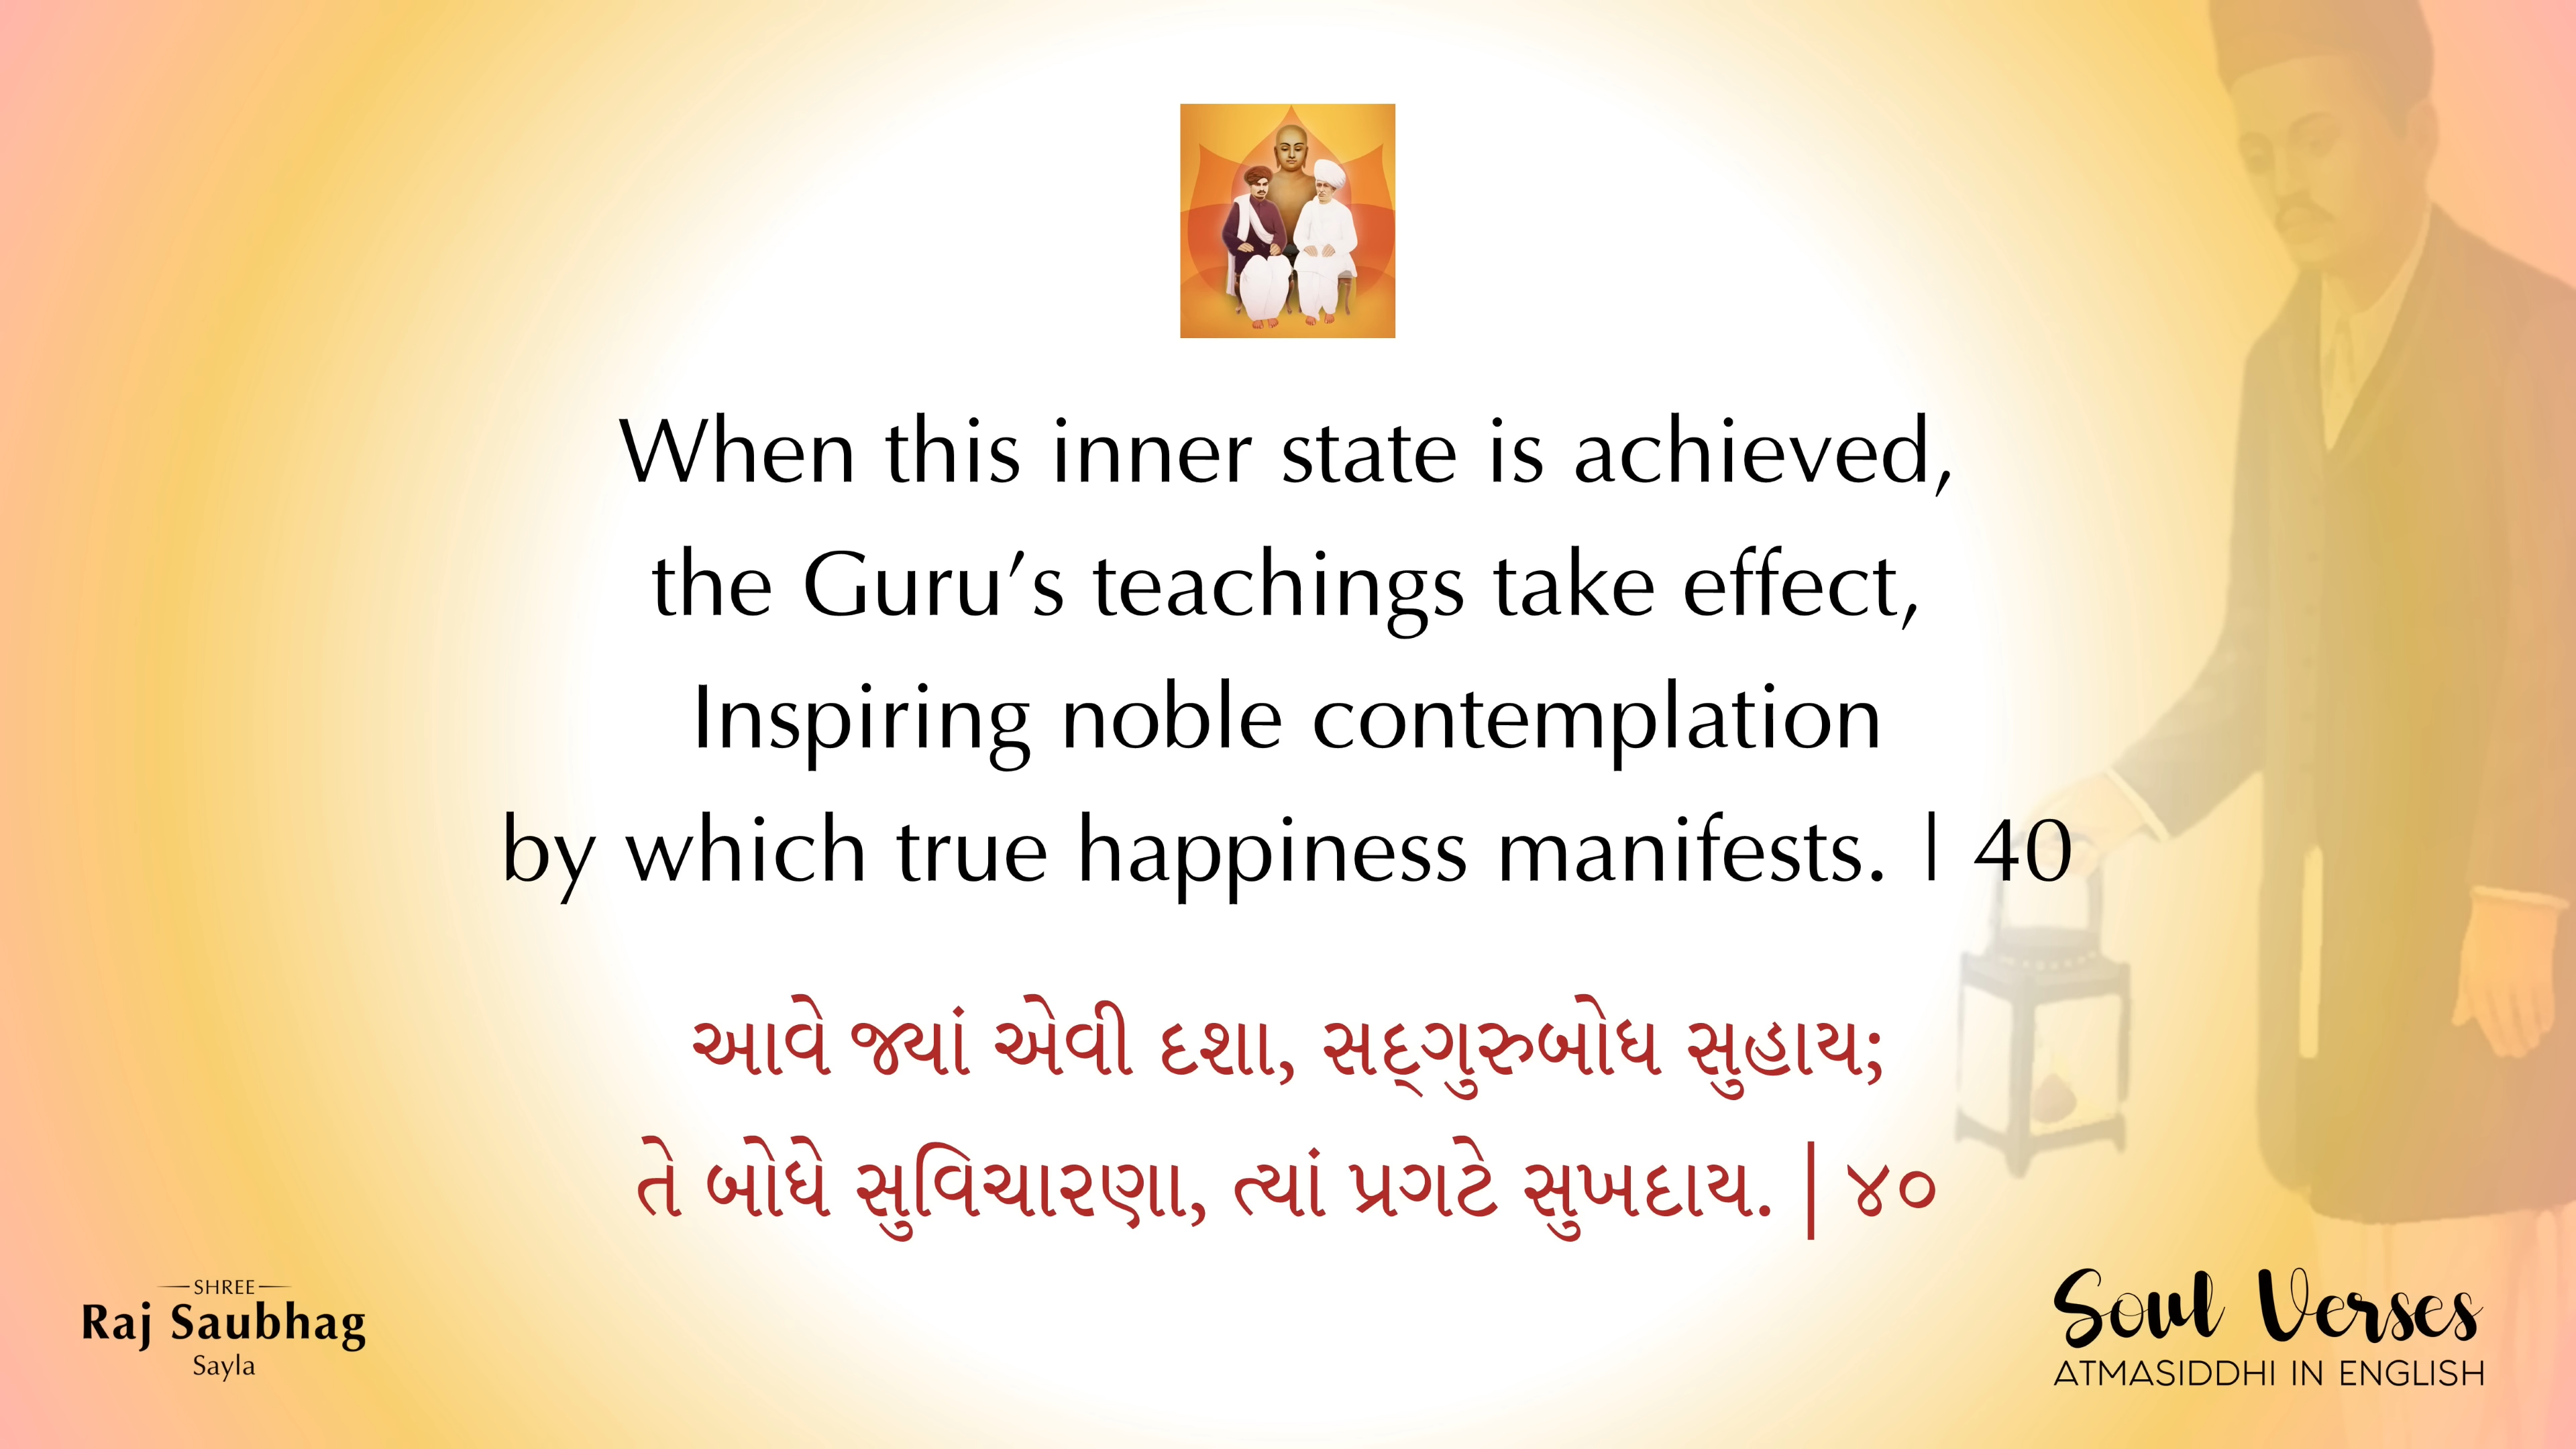 When this inner state is achieved,
the Guru’s teachings take effect,
Inspiring noble contemplation
by which true happiness manifests. | 40
આવે જ્યાં એવી દશા, સદ્‌ગુરુબોધ સુહાય;
તે બોધે સુવિચારણા, ત્યાં પ્રગટે સુખદાય. | ૪૦
SHREE
Raj Saubhag
Sayla
Soul Verses
ATMASIDDHI IN ENGLISH